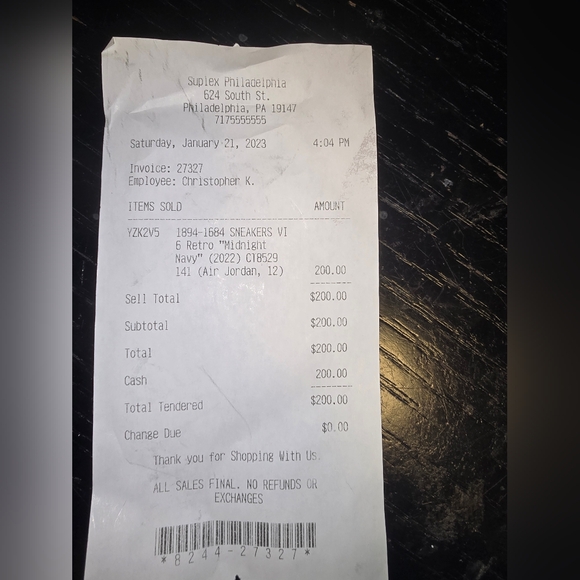 Suplex Philadelphia
624 South St.
Philadelphia, PA 19147
7175555555
Saturday, January 21, 2023 4:04 PM
Invoice: 27327
Employee: Christopher K.
ITEMS SOLD AMOUNT
YZK2V5 1894-1684 SNEAKERS VI
6 Retro "Midnight
Navy" (2022) CT8529
141 (Air Jordan, 12) 200.00
Sell Total $200.00
Subtotal $200.00
Total $200.00
Cash 200.00
Total Tendered $200.00
Change Due $0.00
Thank you for Shopping With Us.
ALL SALES FINAL. NO REFUNDS OR
EXCHANGES
*8244-27327*